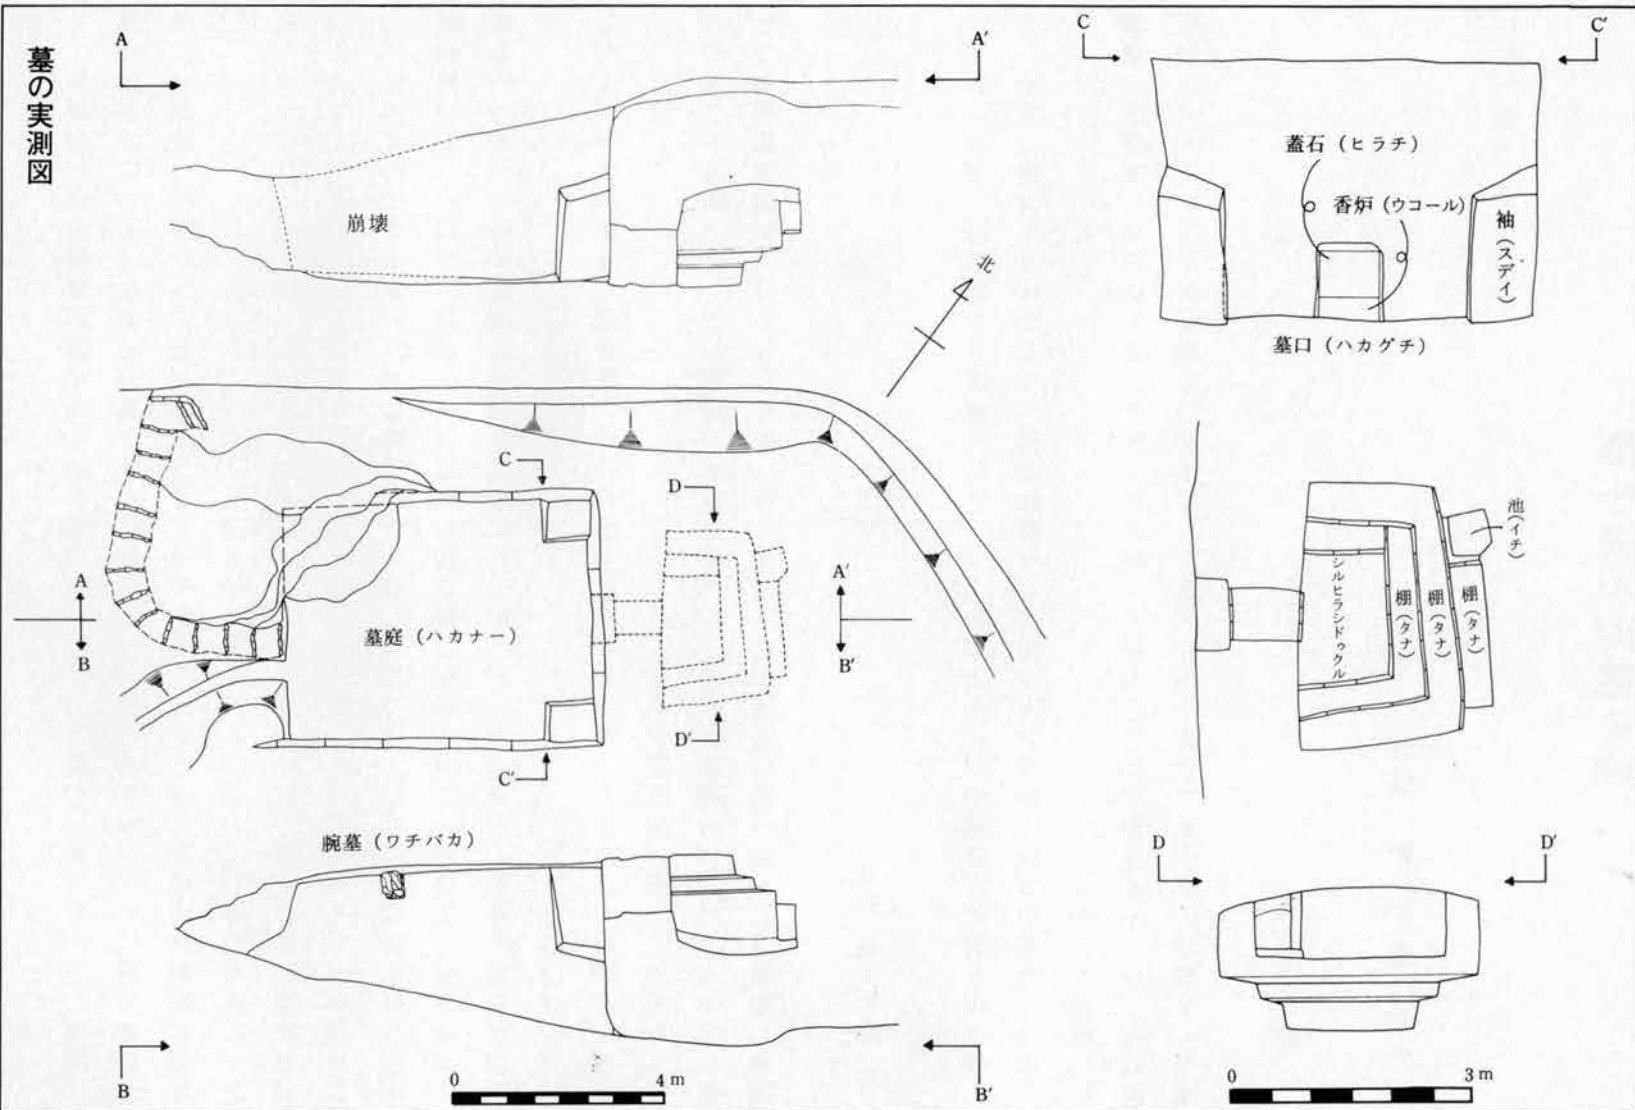 墓の実測図
A
A'
崩壊
C
C'
蓋石（ヒラチ）
香炉（ウコール）
袖（スディ）
墓口（ハカグチ）
北
C
D
A
B
A'
B'
墓庭（ハカナー）
D'
C'
池（イチ）
シルヒラシドゥクル
棚（タナ）
棚（タナ）
棚（タナ）
腕墓（ワチバカ）
B
B'
0 4m
D
D'
0 3m